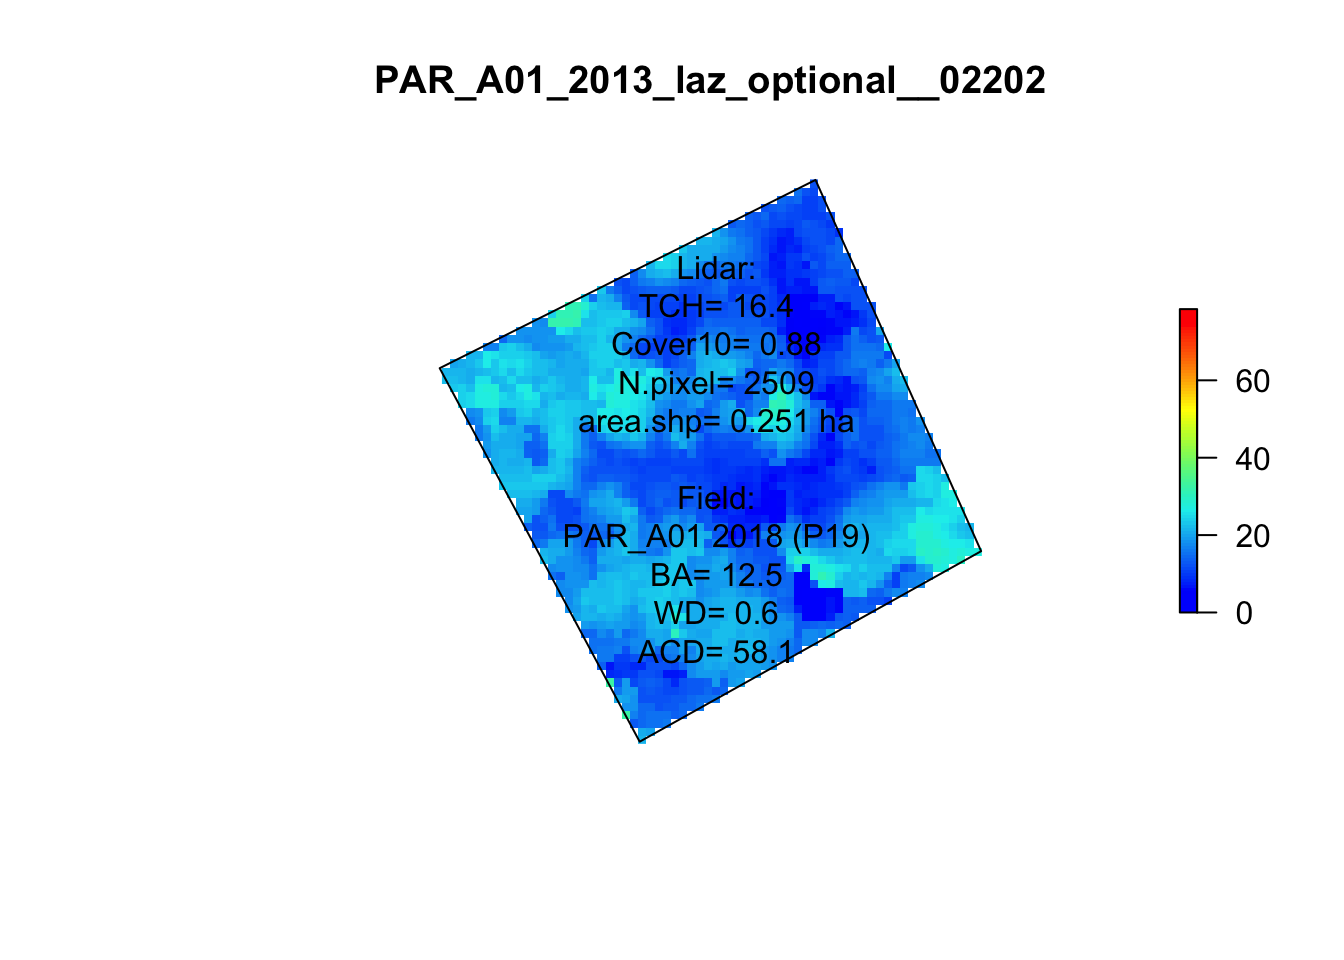 PAR_A01_2013_laz_optional__02202
Lidar:
TCH= 16.4
Cover10= 0.88
N.pixel= 2509
area.shp= 0.251 ha
Field:
PAR_A01 2018 (P19)
BA= 12.5
WD= 0.6
ACD= 58.1
60
40
20
0